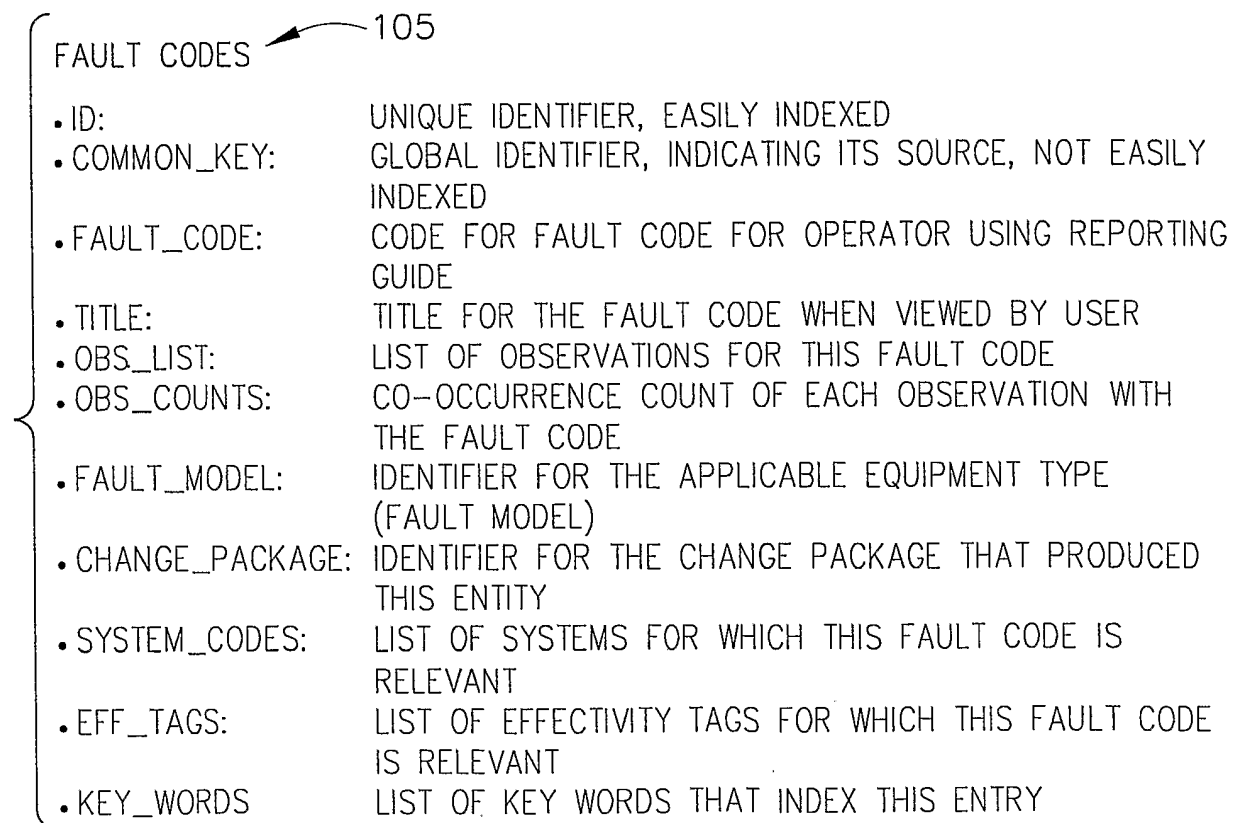 105
FAULT CODES
• ID: UNIQUE IDENTIFIER, EASILY INDEXED
• COMMON_KEY: GLOBAL IDENTIFIER, INDICATING ITS SOURCE, NOT EASILY
INDEXED
• FAULT_CODE: CODE FOR FAULT CODE FOR OPERATOR USING REPORTING
GUIDE
• TITLE: TITLE FOR THE FAULT CODE WHEN VIEWED BY USER
• OBS_LIST: LIST OF OBSERVATIONS FOR THIS FAULT CODE
• OBS_COUNTS: CO-OCCURRENCE COUNT OF EACH OBSERVATION WITH
THE FAULT CODE
• FAULT_MODEL: IDENTIFIER FOR THE APPLICABLE EQUIPMENT TYPE
(FAULT MODEL)
• CHANGE_PACKAGE: IDENTIFIER FOR THE CHANGE PACKAGE THAT PRODUCED
THIS ENTITY
• SYSTEM_CODES: LIST OF SYSTEMS FOR WHICH THIS FAULT CODE IS
RELEVANT
• EFF_TAGS: LIST OF EFFECTIVITY TAGS FOR WHICH THIS FAULT CODE
IS RELEVANT
• KEY_WORDS LIST OF KEY WORDS THAT INDEX THIS ENTRY